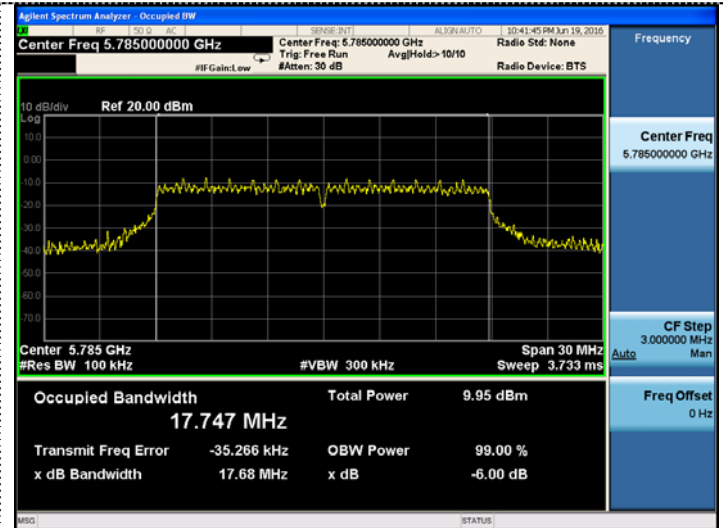 Agilent Spectrum Analyzer - Occupied BW
RF 50 Ω AC SENSE:INT ALIGNAUTO 10:41:45 PM Jun 19, 2016
Center Freq 5.785000000 GHz
Center Freq: 5.785000000 GHz
Radio Std: None
Trig: Free Run Avg|Hold:> 10/10
#IFGain:Low #Atten: 30 dB Radio Device: BTS
Frequency
10 dB/div Ref 20.00 dBm
Log
10.0
0.00
-10.0
-20.0
-30.0
-40.0
-50.0
-60.0
-70.0
Center 5.785 GHz Span 30 MHz
#Res BW 100 kHz #VBW 300 kHz Sweep 3.733 ms
Occupied Bandwidth Total Power 9.95 dBm
17.747 MHz
Transmit Freq Error -35.266 kHz OBW Power 99.00 %
x dB Bandwidth 17.68 MHz x dB -6.00 dB
Center Freq
5.785000000 GHz
CF Step
3.000000 MHz
Auto Man
Freq Offset
0 Hz
MSG STATUS